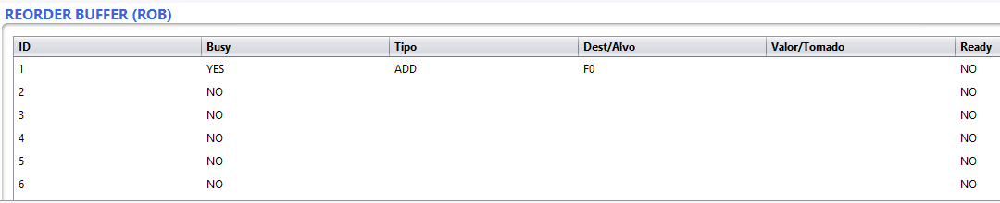 REORDER BUFFER (ROB)
ID Busy Tipo Dest/Alvo Valor/Tomado Ready
1 YES ADD F0 NO
2 NO NO
3 NO NO
4 NO NO
5 NO NO
6 NO NO